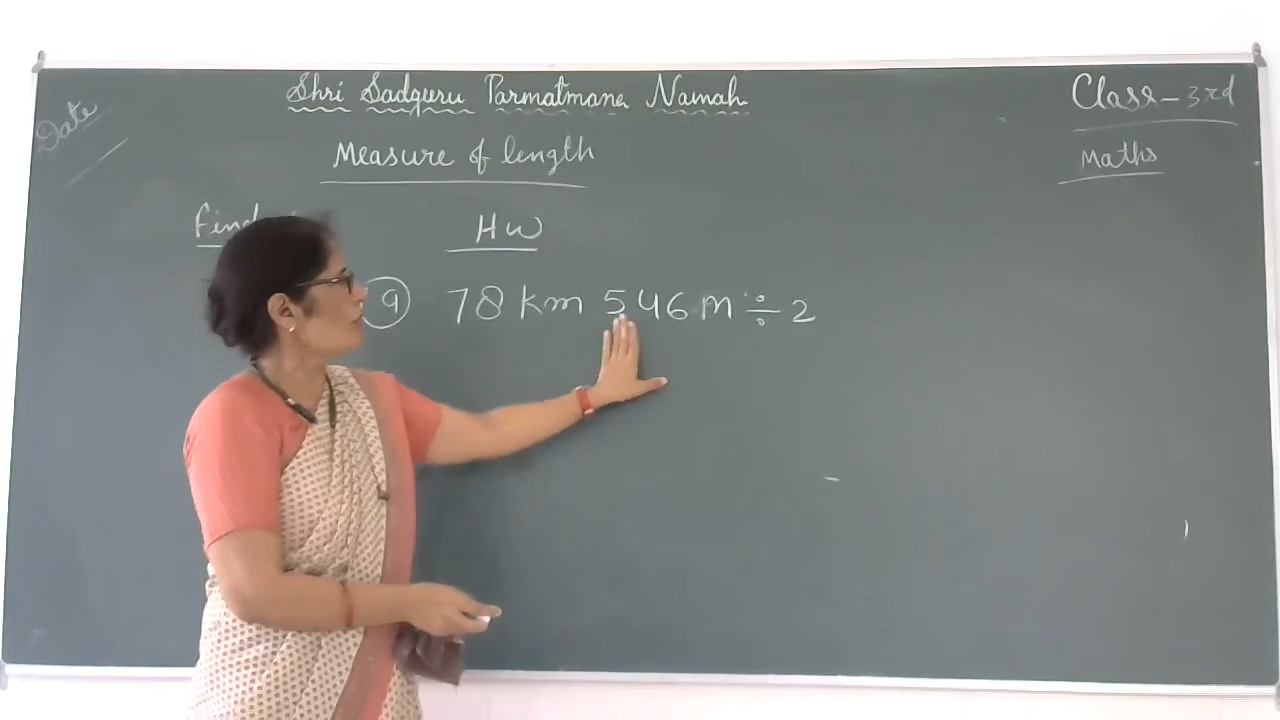 Date
Shri Sadguru Parmatmane Namah
Class - 3rd
Measure of length
Maths
HW
9 78 km 546 m ÷ 2